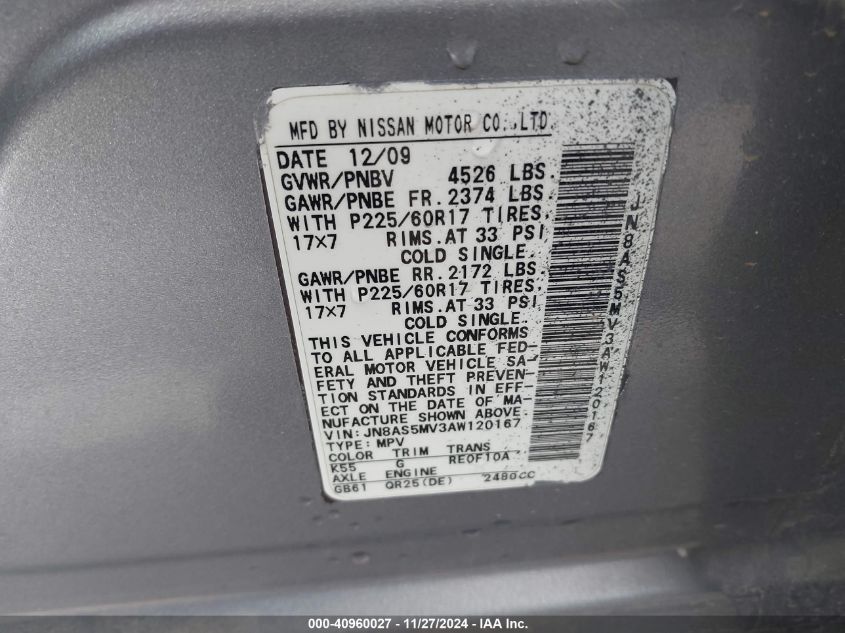 MFD BY NISSAN MOTOR CO.,LTD.
DATE 12/09
GVWR/PNBV 4526 LBS.
GAWR/PNBE FR. 2374 LBS.
WITH P225/60R17 TIRES.
17X7 RIMS. AT 33 PSI
COLD SINGLE.
GAWR/PNBE RR. 2172 LBS.
WITH P225/60R17 TIRES.
17X7 RIMS. AT 33 PSI
COLD SINGLE.
THIS VEHICLE CONFORMS
TO ALL APPLICABLE FED-
ERAL MOTOR VEHICLE SA-
FETY AND THEFT PREVEN-
TION STANDARDS IN EFF-
ECT ON THE DATE OF MA-
NUFACTURE SHOWN ABOVE.
VIN: JN8AS5MV3AW120167
TYPE: MPV
COLOR TRIM TRANS
K55 G RE0F10A
AXLE ENGINE
GB61 QR25(DE) 2480CC
JN8AS5MV3AW120167
000-40960027 - 11/27/2024 - IAA Inc.